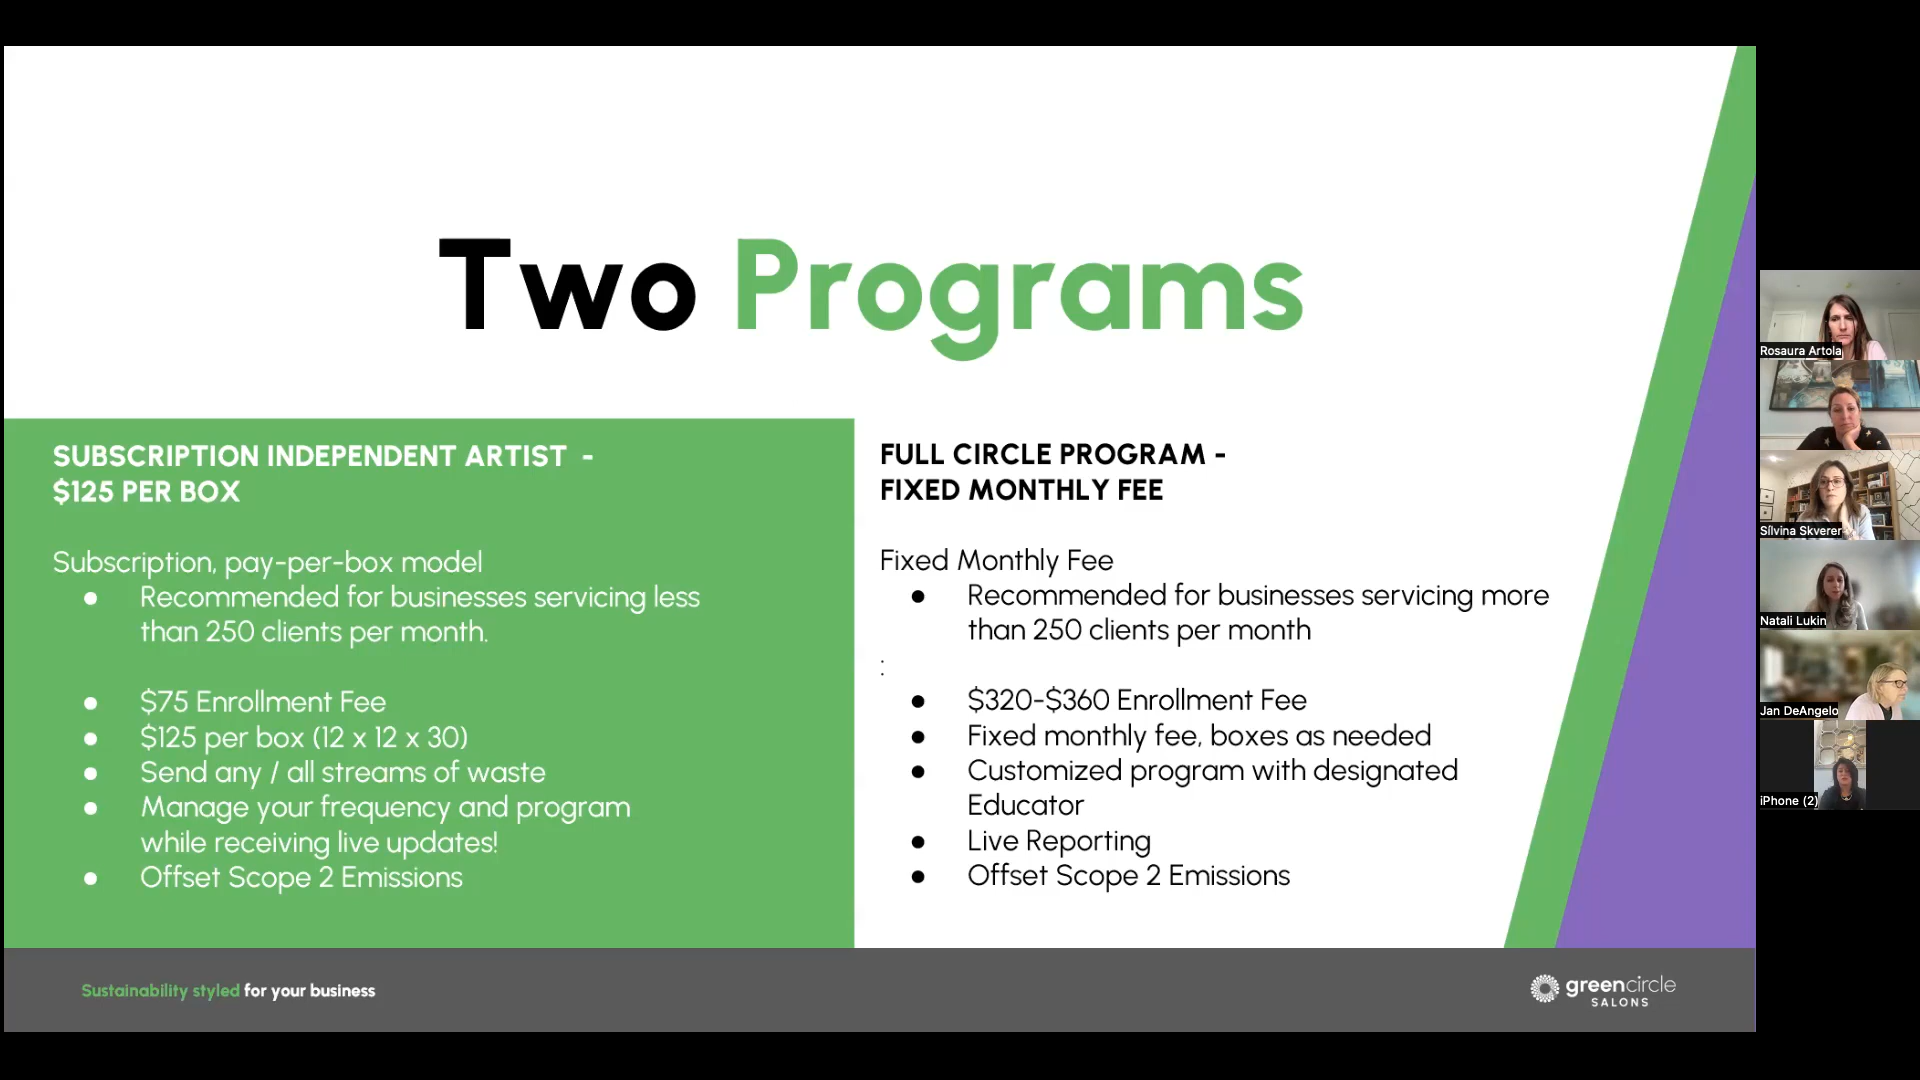 Two Programs
SUBSCRIPTION INDEPENDENT ARTIST -
$125 PER BOX
Subscription, pay-per-box model
● Recommended for businesses servicing less
than 250 clients per month.
● $75 Enrollment Fee
● $125 per box (12 x 12 x 30)
● Send any / all streams of waste
● Manage your frequency and program
while receiving live updates!
● Offset Scope 2 Emissions
FULL CIRCLE PROGRAM -
FIXED MONTHLY FEE
Fixed Monthly Fee
● Recommended for businesses servicing more
than 250 clients per month
:
● $320-$360 Enrollment Fee
● Fixed monthly fee, boxes as needed
● Customized program with designated
Educator
● Live Reporting
● Offset Scope 2 Emissions
Sustainability styled for your business
greencircle
SALONS
Rosaura Artola
Silvina Skverer
Natali Lukin
Jan DeAngelo
iPhone (2)